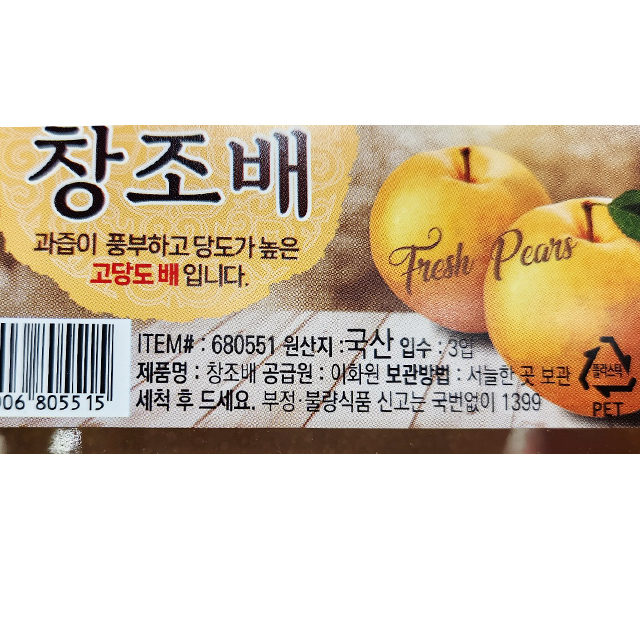 창조배
과즙이 풍부하고 당도가 높은
고당도 배 입니다.
Fresh Pears
ITEM# : 680551 원산지 : 국산 입수 : 3입
제품명 : 창조배 공급원 : 이화원 보관방법 : 서늘한 곳 보관
세척 후 드세요. 부정·불량식품 신고는 국번없이 1399
006 805515
플라스틱
PET